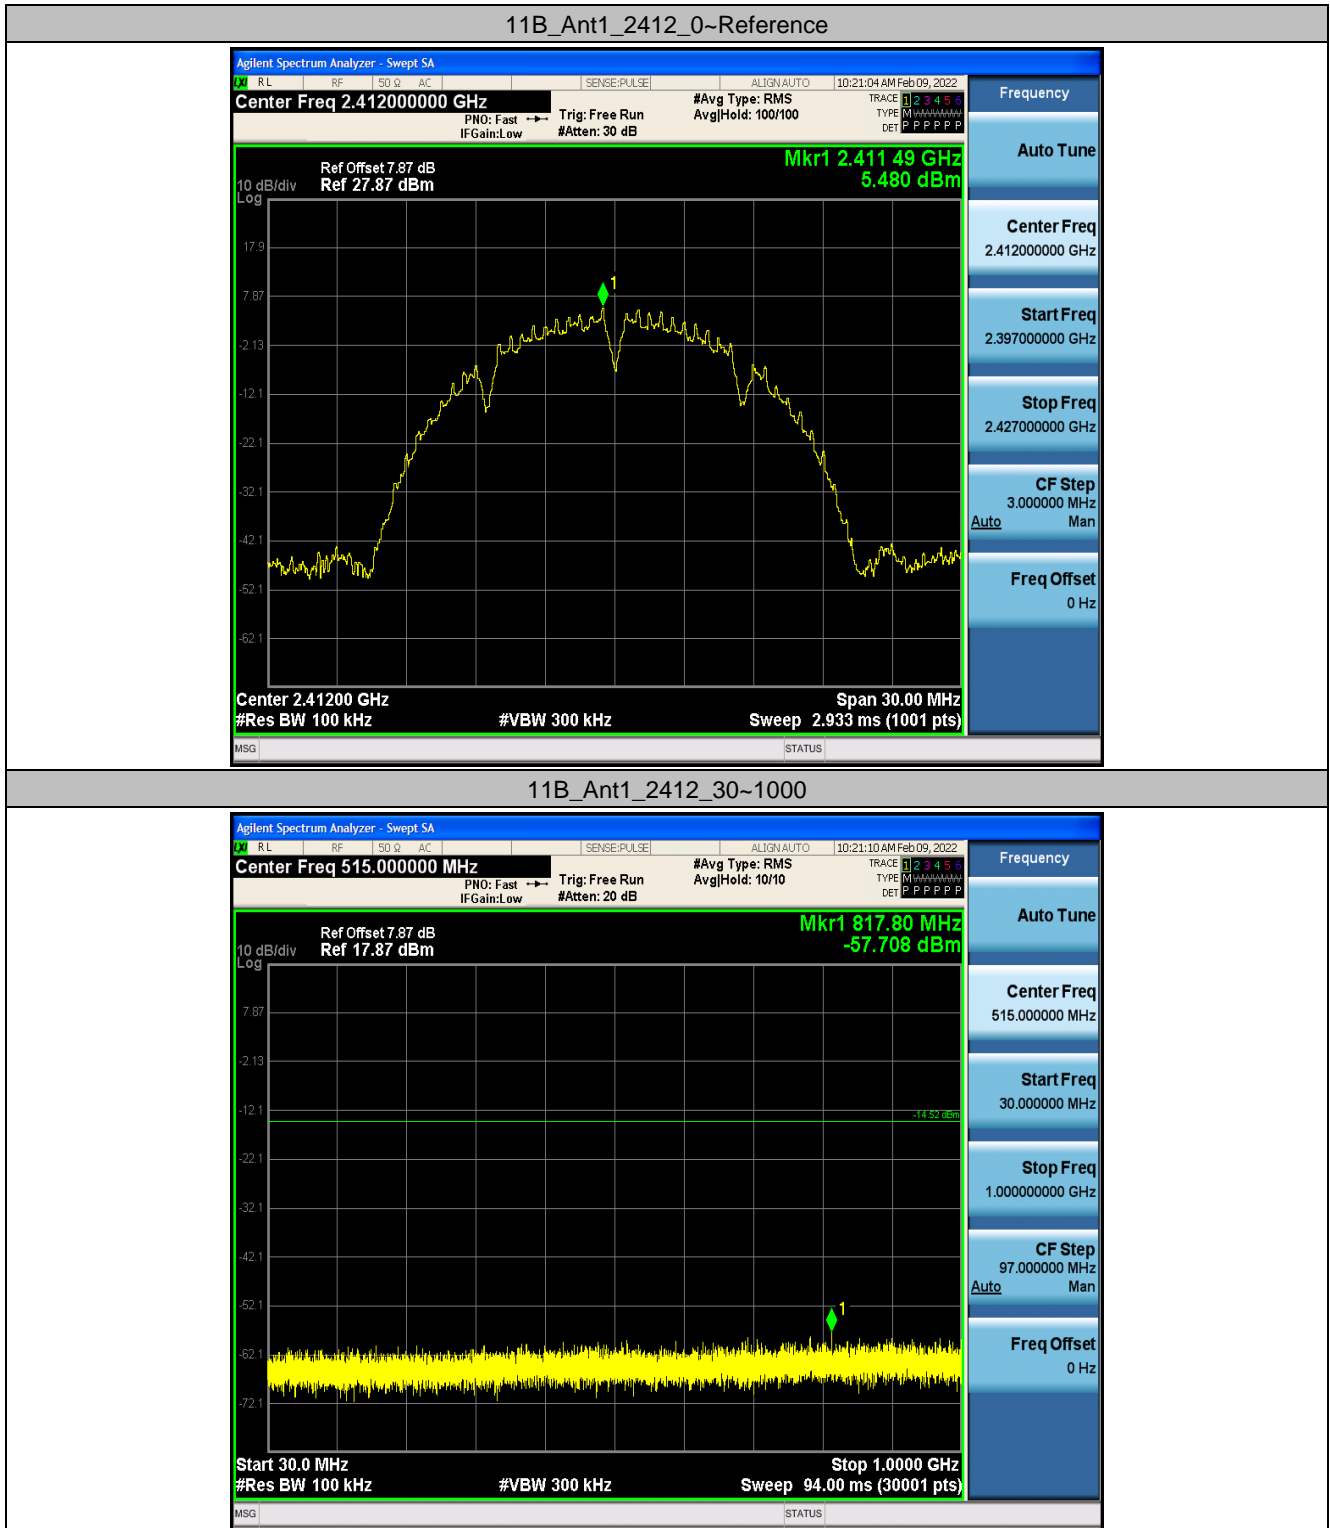 11B_Ant1_2412_0~Reference
Agilent Spectrum Analyzer - Swept SA
LXI RL RF 50 Ω AC SENSE:PULSE ALIGN AUTO 10:21:04 AM Feb 09, 2022
Center Freq 2.412000000 GHz
#Avg Type: RMS
TRACE 1 2 3 4 5 6
PNO: Fast Trig: Free Run Avg|Hold: 100/100
TYPE M WWWWW
IFGain:Low #Atten: 30 dB
DET P P P P P P
Frequency
Auto Tune
Mkr1 2.411 49 GHz
5.480 dBm
Ref Offset 7.87 dB
10 dB/div Ref 27.87 dBm
Log
17.9
7.87
-2.13
-12.1
-22.1
-32.1
-42.1
-52.1
-62.1
1
Center Freq
2.412000000 GHz
Start Freq
2.397000000 GHz
Stop Freq
2.427000000 GHz
CF Step
3.000000 MHz
Auto Man
Freq Offset
0 Hz
Center 2.41200 GHz Span 30.00 MHz
#Res BW 100 kHz #VBW 300 kHz Sweep 2.933 ms (1001 pts)
MSG STATUS
11B_Ant1_2412_30~1000
Agilent Spectrum Analyzer - Swept SA
LXI RL RF 50 Ω AC SENSE:PULSE ALIGN AUTO 10:21:10 AM Feb 09, 2022
Center Freq 515.000000 MHz
#Avg Type: RMS
TRACE 1 2 3 4 5 6
PNO: Fast Trig: Free Run Avg|Hold: 10/10
TYPE M WWWWW
IFGain:Low #Atten: 20 dB
DET P P P P P P
Frequency
Auto Tune
Mkr1 817.80 MHz
-57.708 dBm
Ref Offset 7.87 dB
10 dB/div Ref 17.87 dBm
Log
7.87
-2.13
-12.1
-14.52 dBm
-22.1
-32.1
-42.1
-52.1
-62.1
-72.1
1
Center Freq
515.000000 MHz
Start Freq
30.000000 MHz
Stop Freq
1.000000000 GHz
CF Step
97.000000 MHz
Auto Man
Freq Offset
0 Hz
Start 30.0 MHz Stop 1.0000 GHz
#Res BW 100 kHz #VBW 300 kHz Sweep 94.00 ms (30001 pts)
MSG STATUS